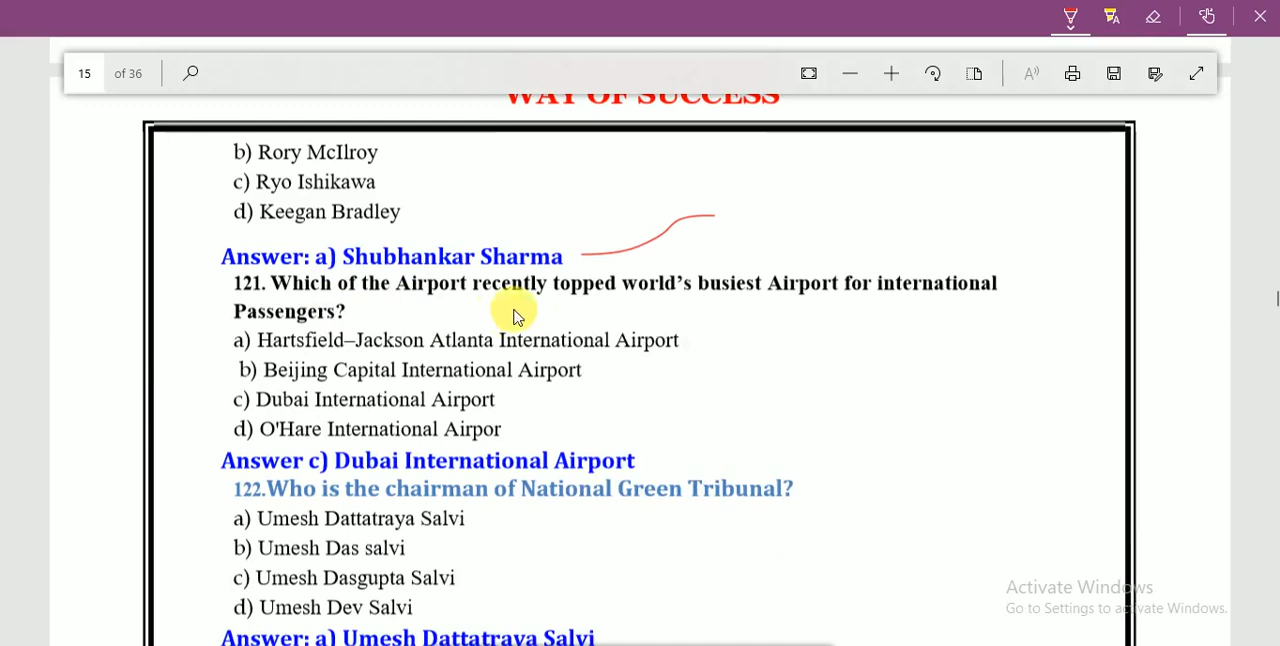 15 of 36
WAY OF SUCCESS
b) Rory McIlroy
c) Ryo Ishikawa
d) Keegan Bradley
Answer: a) Shubhankar Sharma
121. Which of the Airport recently topped world’s busiest Airport for international
Passengers?
a) Hartsfield–Jackson Atlanta International Airport
b) Beijing Capital International Airport
c) Dubai International Airport
d) O'Hare International Airpor
Answer c) Dubai International Airport
122.Who is the chairman of National Green Tribunal?
a) Umesh Dattatraya Salvi
b) Umesh Das salvi
c) Umesh Dasgupta Salvi
d) Umesh Dev Salvi
Activate Windows
Go to Settings to activate Windows.
Answer: a) Umesh Dattatraya Salvi